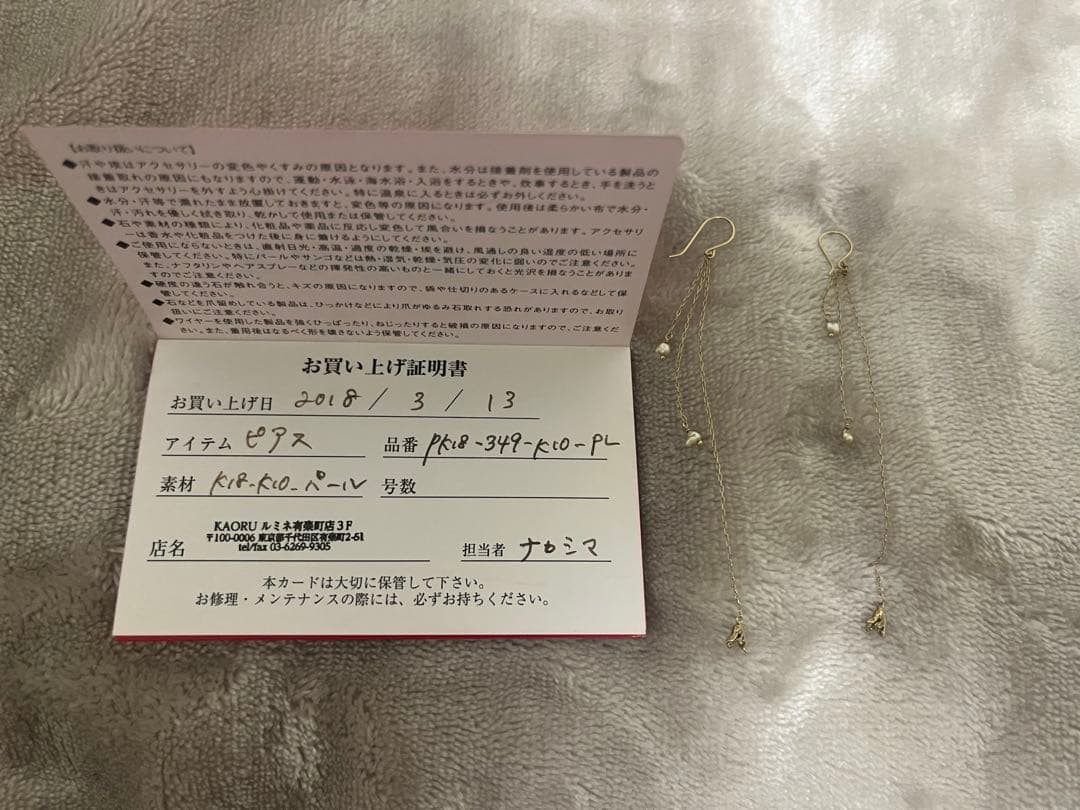 【お取り扱いについて】
◆汗や埃はアクセサリーの変色やくすみの原因となります。また、水分は接着剤を使用している製品の
接着取れの原因にもなりますので、運動・水泳・海水浴・入浴をするときや、炊事するとき、手を洗うと
きはアクセサリーを外すよう心掛けてください。特に温泉に入るときは必ずお外しください。
◆水分・汗等で濡れたまま放置しておきますと、変色等の原因になります。使用後は柔らかい布で水分・
汗・汚れを優しく拭き取り、乾かして使用または保管してください。
◆石や素材の種類により、化粧品や薬品に反応し変色して風合いを損なうことがあります。アクセサリ
ーは香水や化粧品をつけた後に身に着けるようにしてください。
◆ご使用にならないときは、直射日光・高温・過度の乾燥・埃を避け、風通しの良い湿度の低い場所に
保管してください。特にパールやサンゴなどは熱・湿気・乾燥・気圧の変化に弱いのでご注意ください。
また、ナフタリンやヘアスプレーなどの揮発性の高いものと一緒にしておくと光沢を損なうことがありま
すのでご注意ください。
◆硬度の違う石が触れ合うと、キズの原因になりますので、袋や仕切りのあるケースに入れるなどして保
管してください。
◆石などを爪留めしている製品は、ひっかけなどにより爪がゆるみ石取れする恐れがありますので、お取り
扱いにご注意ください。
◆ワイヤーを使用した製品を強くひっぱったり、ねじったりすると破損の原因になりますので、ご注意くだ
さい。また、着用後はなるべく形を崩さないよう保管してください。
お買い上げ証明書
お買い上げ日 2018 / 3 / 13
アイテム ピアス 品番 PK18-349-K10-PL
素材 K18-K10-パール 号数
KAORU ルミネ有楽町店3F
〒100-0006 東京都千代田区有楽町2-5-1
tel/fax 03-6269-9305
店名 担当者 ナカシマ
本カードは大切に保管して下さい。
お修理・メンテナンスの際には、必ずお持ちください。